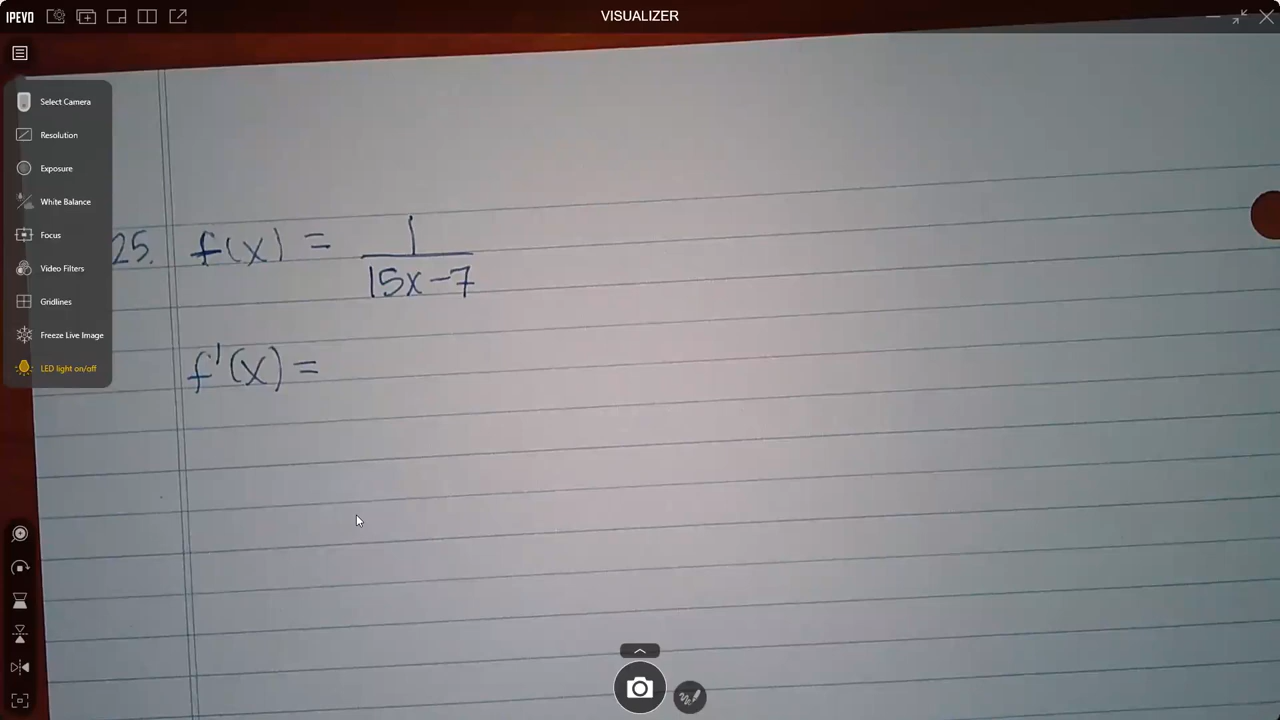 IPEVO
VISUALIZER
Select Camera
Resolution
Exposure
White Balance
Focus
Video Filters
Gridlines
Freeze Live Image
LED light on/off
25. f(x) = 1/(15x-7)
f'(x) =